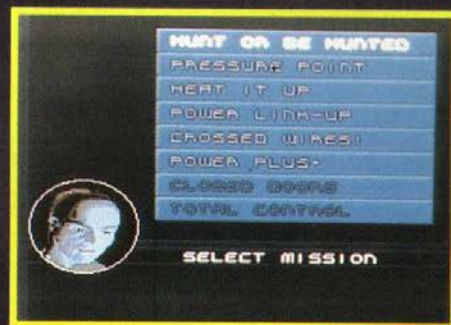 HUNT OR BE HUNTED
PRESSURE POINT
HEAT IT UP
POWER LINK-UP
CROSSED WIRES!
POWER PLUS+
CLOSED DOORS
TOTAL CONTROL
SELECT MISSION